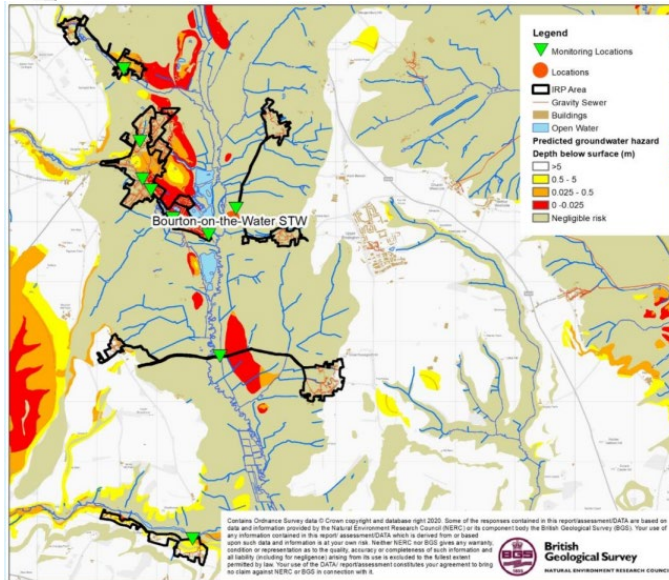 Legend
Monitoring Locations
Locations
IRP Area
Gravity Sewer
Buildings
Open Water
Predicted groundwater hazard
Depth below surface (m)
>5
0.5 - 5
0.025 - 0.5
0 -0.025
Negligible risk
Bourton-on-the-Water STW
Contains Ordnance Survey data © Crown copyright and database right 2020. Some of the responses contained in this report/assessment/DATA are based on
data and information provided by the Natural Environment Research Council (NERC) or its component body the British Geological Survey (BGS). Your use of
any information contained in this report/ assessment/DATA which is derived from or based
upon such data and information is at your own risk. Neither NERC nor BGS gives any warranty,
condition or representation as to the quality, accuracy or completeness of such information and
all liability (including for negligence) arising from its use is excluded to the fullest extent
permitted by law. Your use of the DATA/ report/assessment constitutes your agreement to bring
no claim against NERC or BGS in connection with it.
BGS
British
Geological Survey
NATURAL ENVIRONMENT RESEARCH COUNCIL